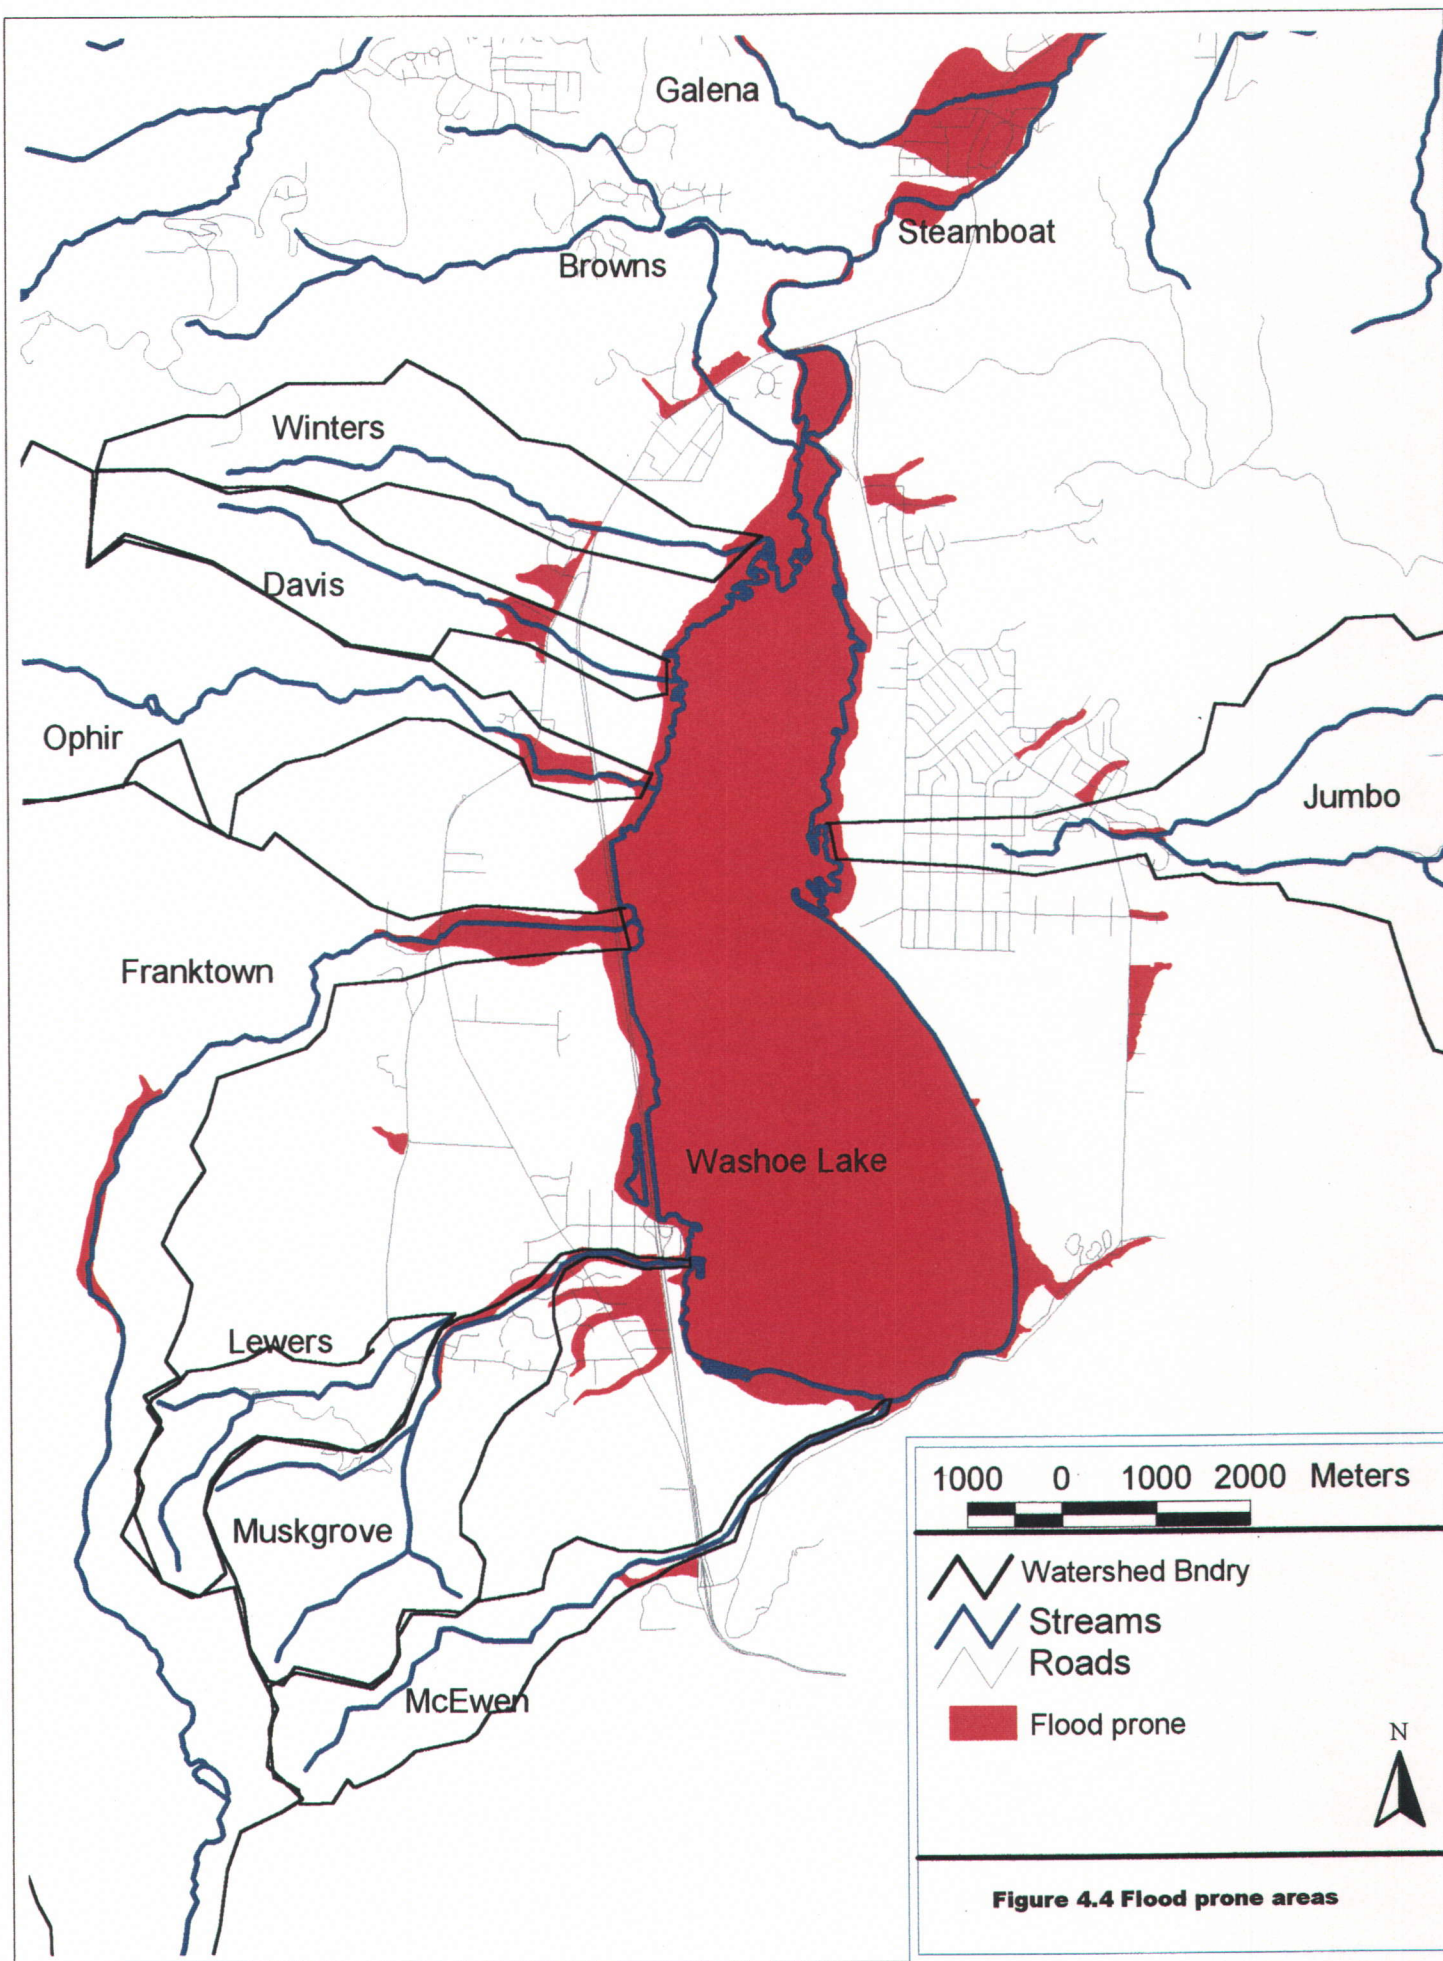 Galena
Steamboat
Browns
Winters
Davis
Ophir
Jumbo
Franktown
Washoe Lake
Lewers
Muskgrove
McEwen
1000 0 1000 2000 Meters
Watershed Bndry
Streams
Roads
Flood prone
N
Figure 4.4 Flood prone areas